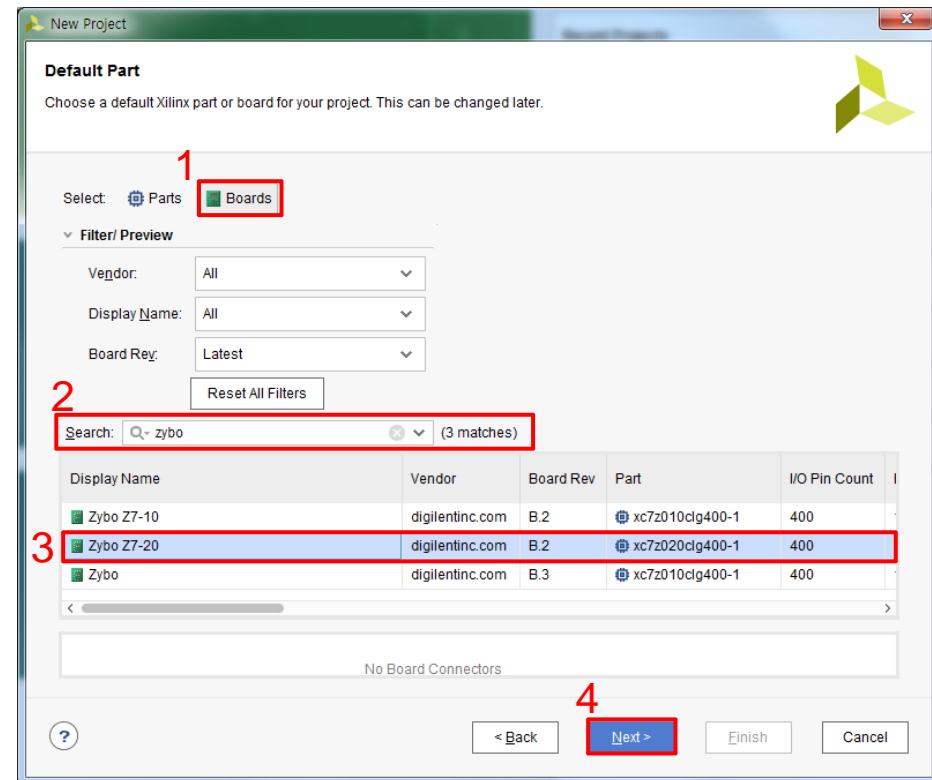 New Project
Recent Projects
Default Part
Choose a default Xilinx part or board for your project. This can be changed later.
1
Select: Parts Boards
Filter/ Preview
Vendor: All
Display Name: All
Board Rev: Latest
Reset All Filters
2
Search: zybo (3 matches)
Display Name Vendor Board Rev Part I/O Pin Count
Zybo Z7-10 digilentinc.com B.2 xc7z010clg400-1 400
3 Zybo Z7-20 digilentinc.com B.2 xc7z020clg400-1 400
Zybo digilentinc.com B.3 xc7z010clg400-1 400
No Board Connectors
4
? < Back Next > Finish Cancel